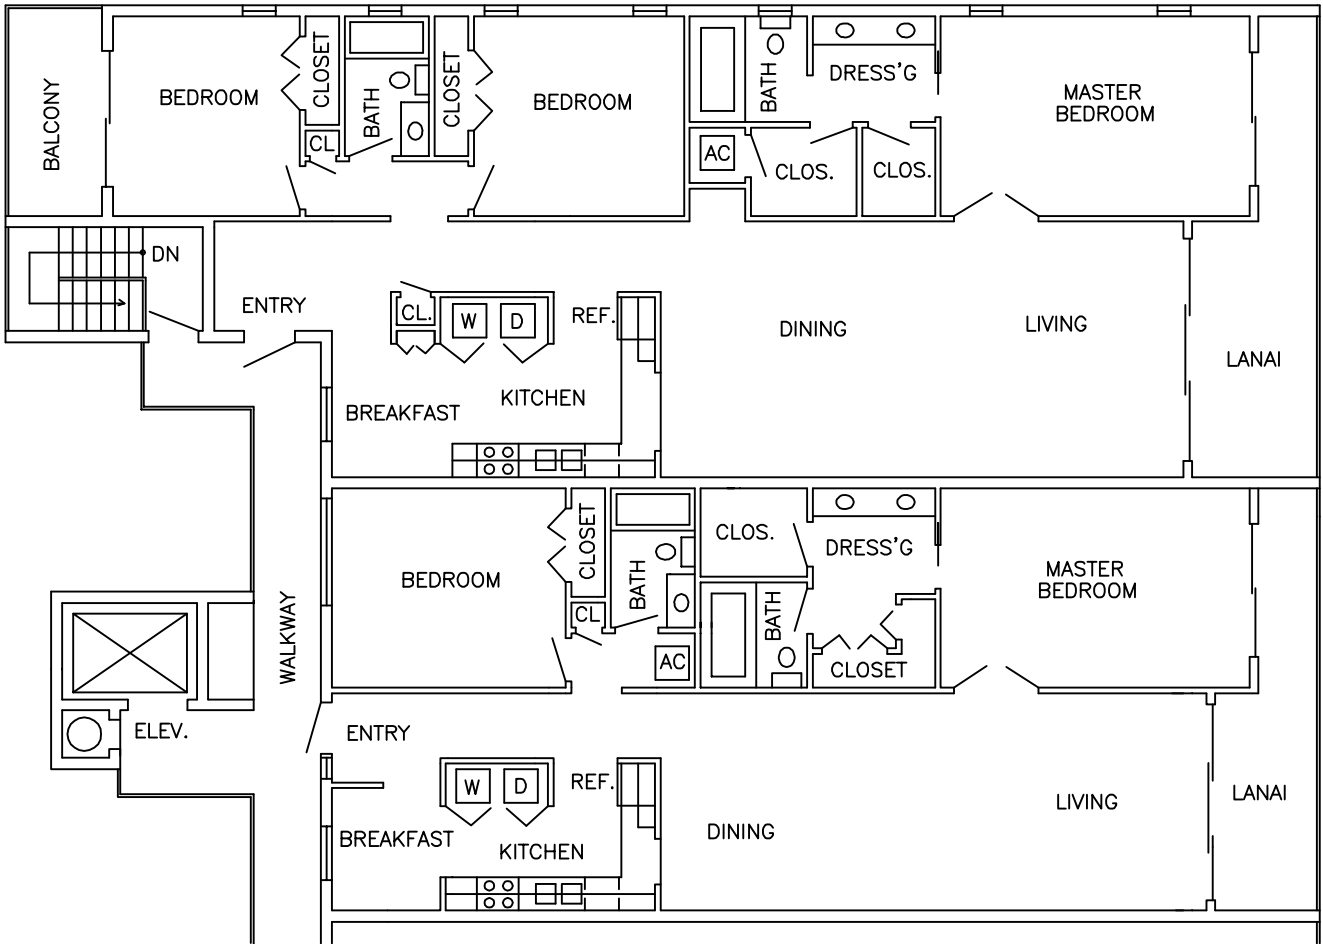 BALCONY
BEDROOM
CLOSET
CL
BATH
CLOSET
BEDROOM
BATH
DRESS'G
MASTER
BEDROOM
AC
CLOS.
CLOS.
DN
ENTRY
CL.
W
D
REF.
DINING
LIVING
LANAI
BREAKFAST
KITCHEN
BEDROOM
CLOSET
CL
BATH
AC
CLOS.
BATH
DRESS'G
CLOSET
MASTER
BEDROOM
WALKWAY
ELEV.
ENTRY
W
D
REF.
BREAKFAST
KITCHEN
DINING
LIVING
LANAI